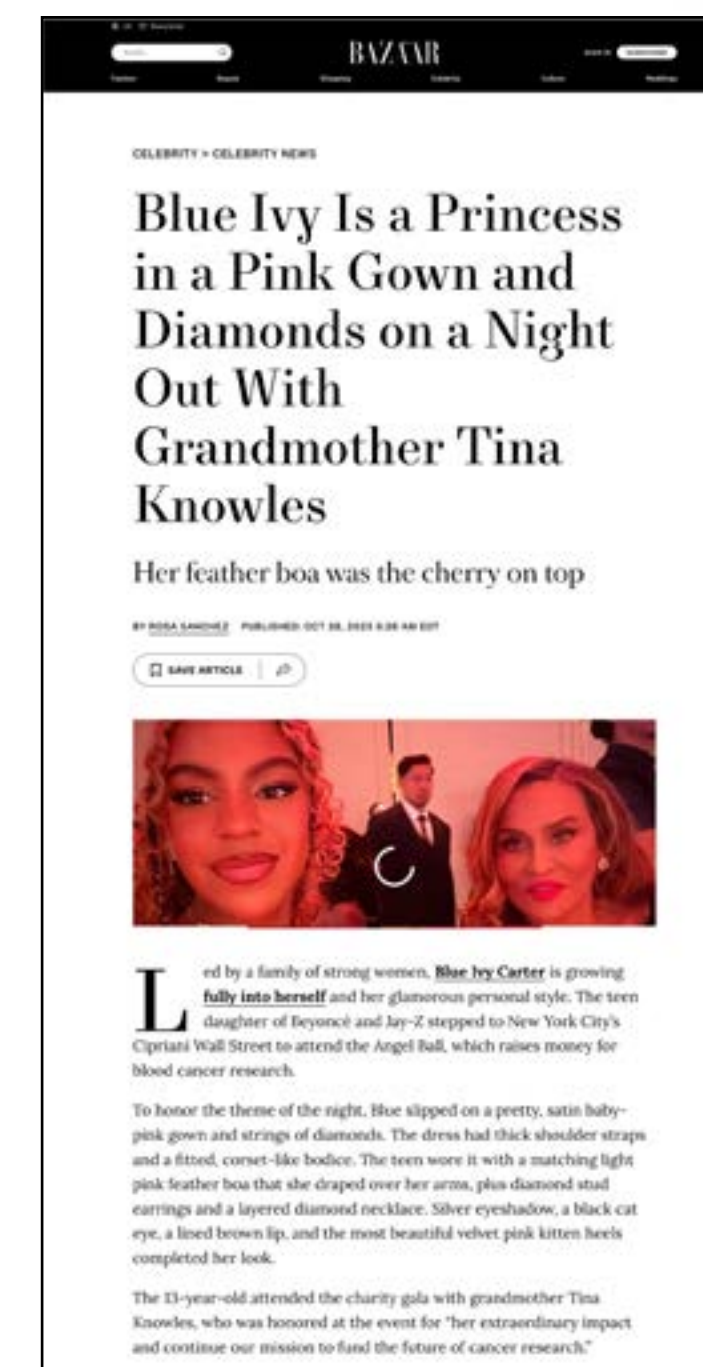 BAZAAR
CELEBRITY > CELEBRITY NEWS
Blue Ivy Is a Princess
in a Pink Gown and
Diamonds on a Night
Out With
Grandmother Tina
Knowles
Her feather boa was the cherry on top
BY ROSA SANCHEZ PUBLISHED: OCT
SAVE ARTICLE
Led by a family of strong women, Blue Ivy Carter is growing
fully into herself and her glamorous personal style. The teen
daughter of Beyoncé and Jay-Z stepped to New York City's
Cipriani Wall Street to attend the Angel Ball, which raises money for
blood cancer research.
To honor the theme of the night, Blue slipped on a pretty, satin baby-
pink gown and strings of diamonds. The dress had thick shoulder straps
and a fitted, corset-like bodice. The teen wore it with a matching light
pink feather boa that she draped over her arms, plus diamond stud
earrings and a layered diamond necklace. Silver eyeshadow, a black cat
eye, a lined brown lip, and the most beautiful velvet pink kitten heels
completed her look.
The 13-year-old attended the charity gala with grandmother Tina
Knowles, who was honored at the event for "her extraordinary impact
and continue our mission to fund the future of cancer research."